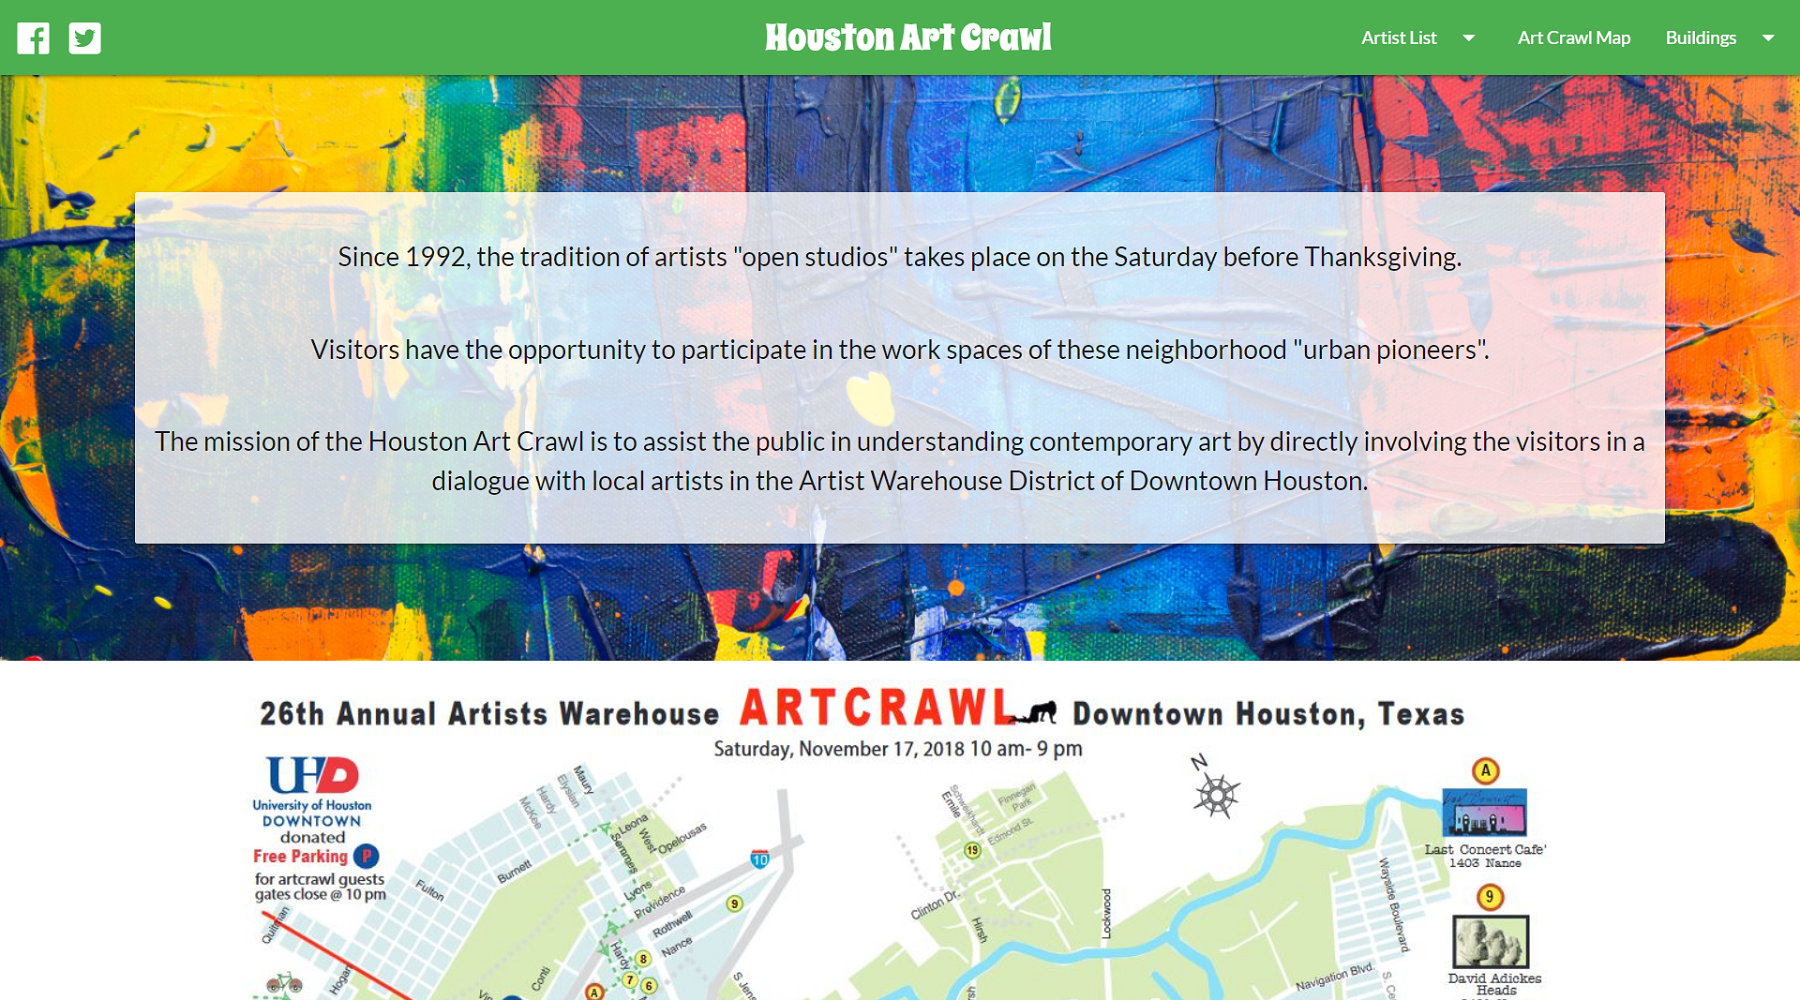 Houston Art Crawl
Artist List
Art Crawl Map
Buildings
Since 1992, the tradition of artists "open studios" takes place on the Saturday before Thanksgiving.
Visitors have the opportunity to participate in the work spaces of these neighborhood "urban pioneers".
The mission of the Houston Art Crawl is to assist the public in understanding contemporary art by directly involving the visitors in a
dialogue with local artists in the Artist Warehouse District of Downtown Houston.
26th Annual Artists Warehouse ARTCRAWL Downtown Houston, Texas
Saturday, November 17, 2018 10 am- 9 pm
UHD
University of Houston
DOWNTOWN
donated
Free Parking P
for artcrawl guests
gates close @ 10 pm
Quitman
Hogan
Fulton
Burnett
McKee
Hardy
Elysian
Maury
Leona
Semmes
West
Opelousas
Lyons
Providence
Rothwell
Nance
Hardy
Conti
10
9
8
7
6
A
N
Schweikhardt
Emile
Finnegan
Park
Edmond St.
19
Clinton Dr.
Hirsh
Lockwood
Wayside Boulevard
Navigation Blvd.
A
Last Concert Cafe'
1403 Nance
9
David Adickes
Heads